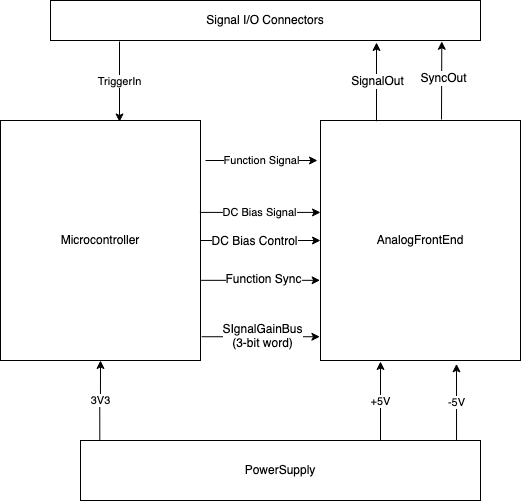 Signal I/O Connectors
TriggerIn
SignalOut
SyncOut
Function Signal
DC Bias Signal
Microcontroller
DC Bias Control
AnalogFrontEnd
Function Sync
SIgnalGainBus
(3-bit word)
3V3
+5V
-5V
PowerSupply